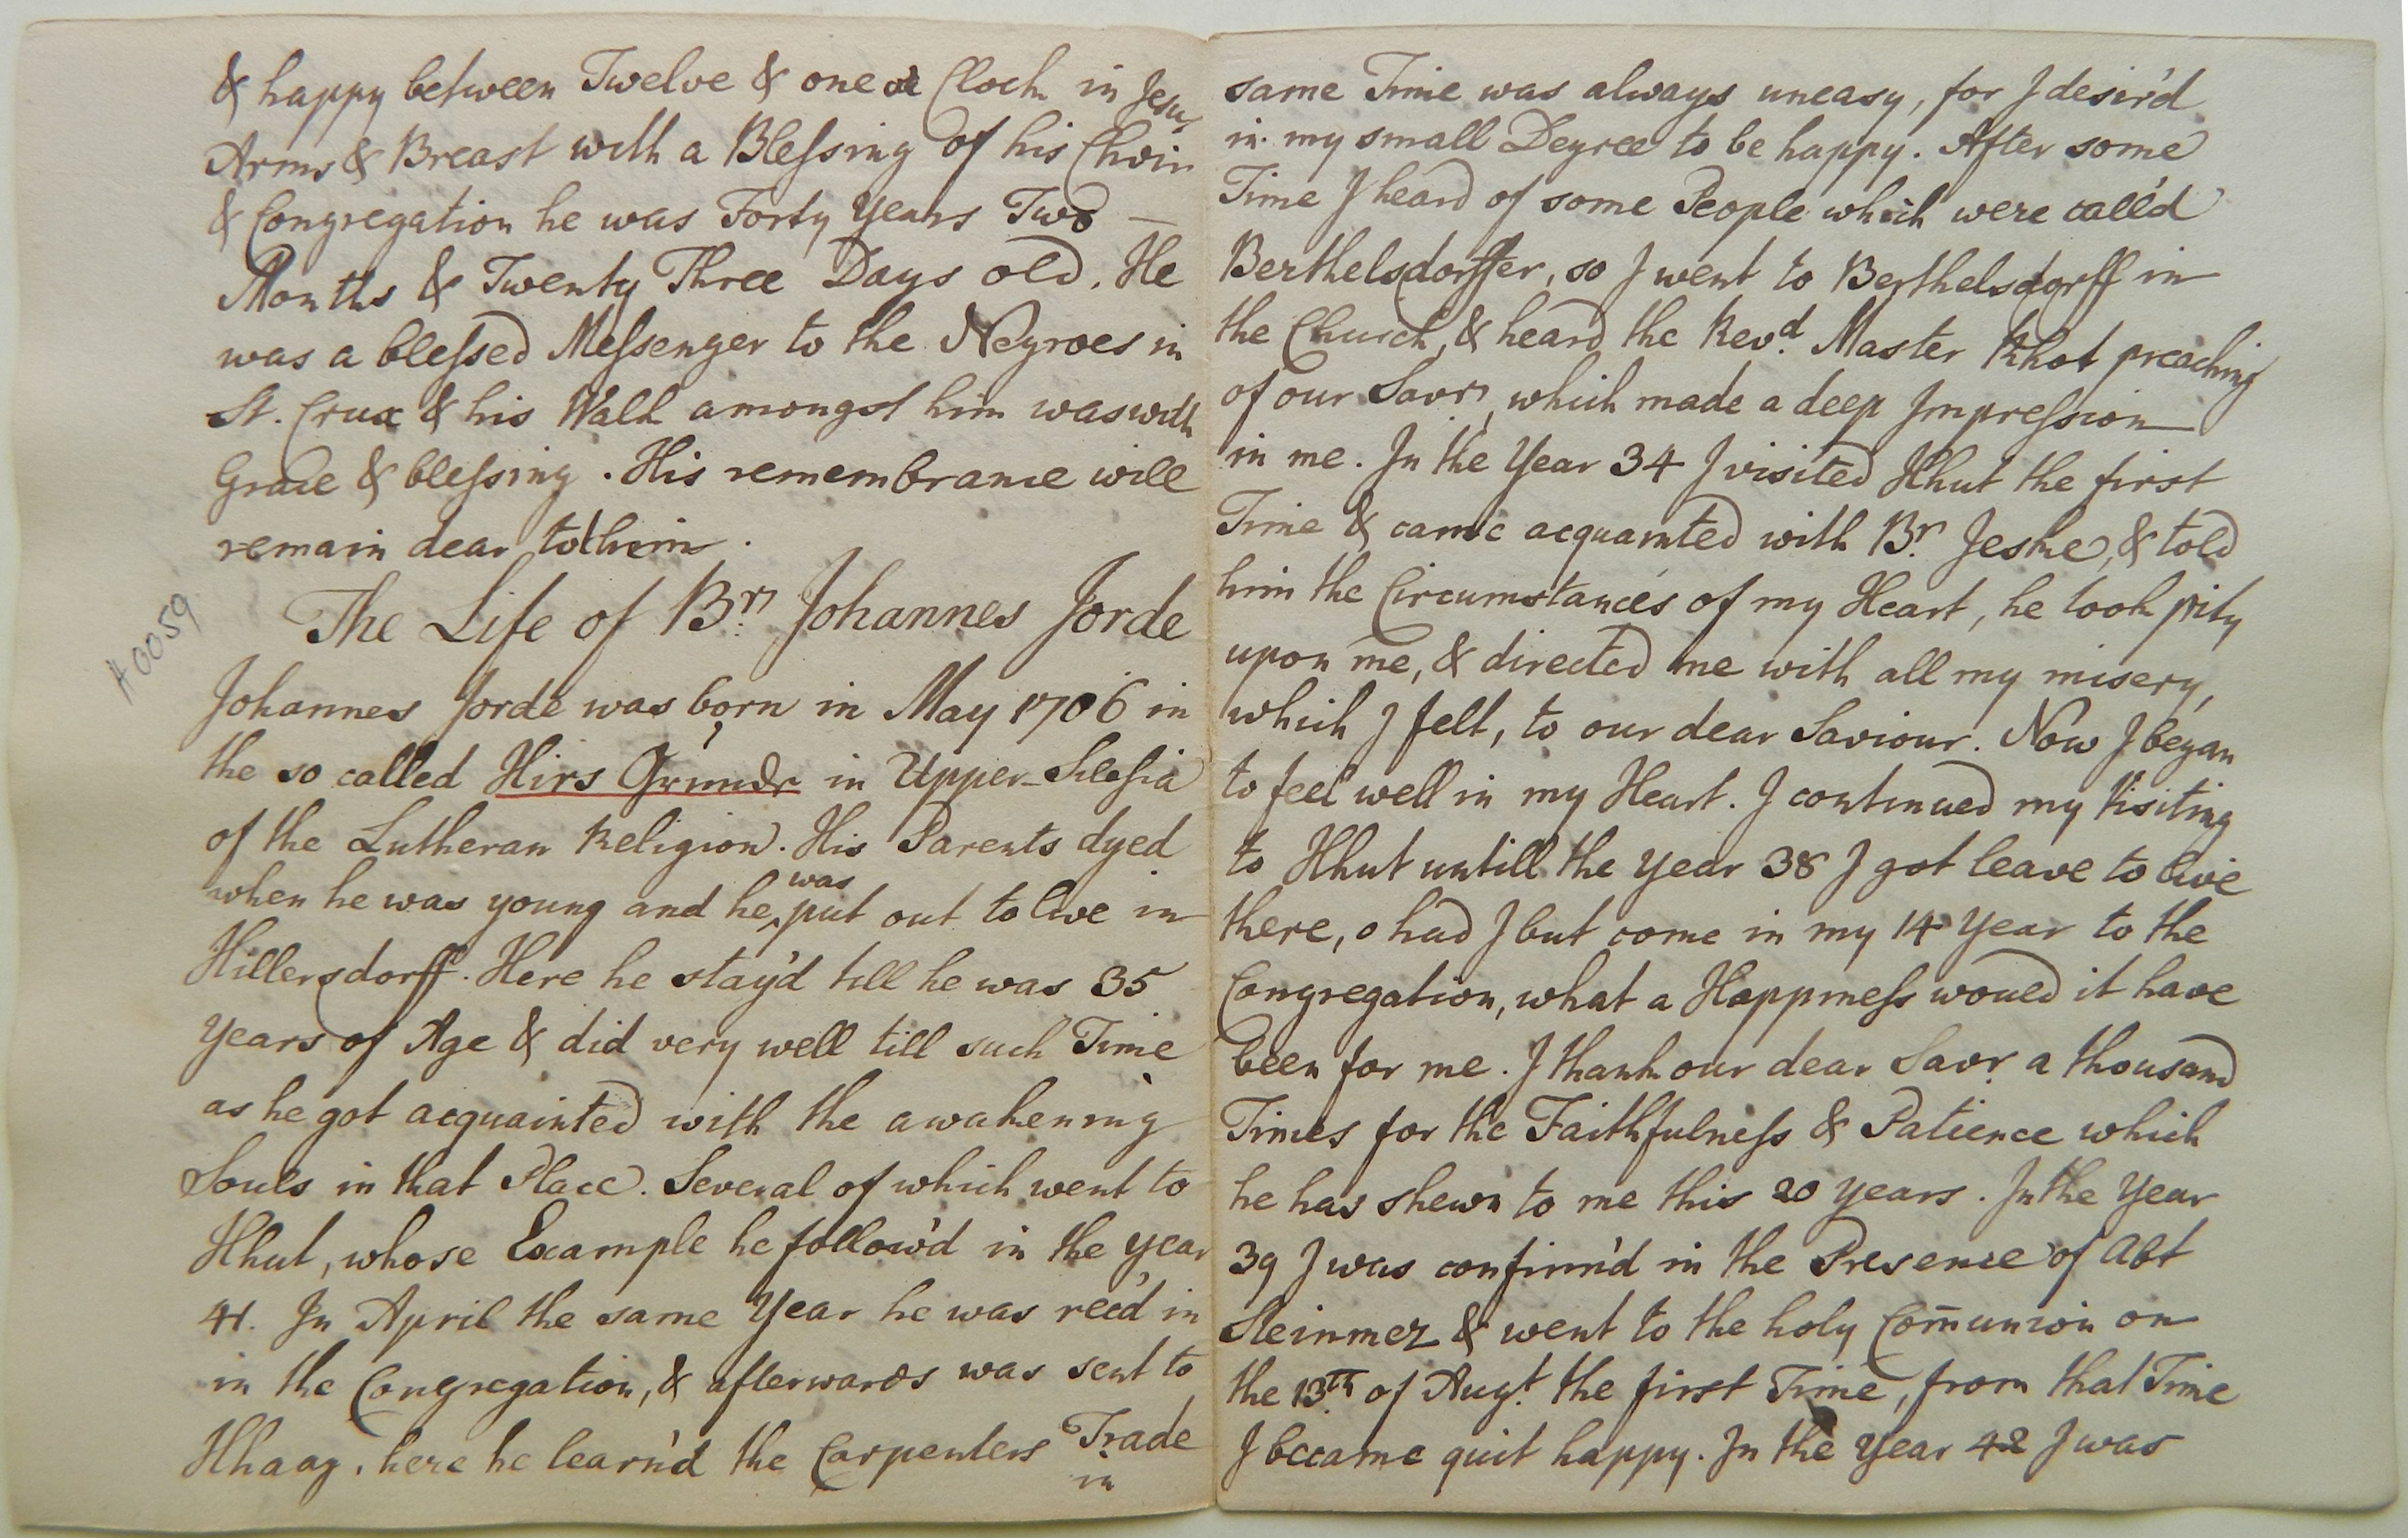 & happy between Twelve & one Clock in Jesus
Arms & Breast with a Blessing of his Choir
& Congregation he was Forty Years Two —
Months & Twenty Three Days old. He
was a blessed Messenger to the Negroes in
St. Crux & his Walk amongst him was with
Grace & blessing. His remembrance will
remain dear to them.
The Life of Br. Johannes Jorde
A0059
Johannes Jorde was born in May 1706 in
the so called Hirs Grund in Upper-Silesia
of the Lutheran Religion. His Parents dyed
when he was young and he was put out to live in
Hillersdorff. Here he stay'd till he was 35
Years of Age & did very well till such Time
as he got acquainted with the awakening
Souls in that Place. Several of which went to
Hhut, whose Example he follow'd in the year
41. In April the same Year he was recd in
in the Congregation, & afterwards was sent to
Hhaag, here he learn'd the Carpenters Trade
in
same Time was always uneasy, for I desir'd
in my small Degree to be happy. After some
Time I heard of some People which were call'd
Berthelsdorffer, so I went to Berthelsdorff in
the Church, & heard the Revd. Master Rhot preaching
of our Savr, which made a deep Impression
in me. In the Year 34 I visited Hhut the first
Time & came acquainted with Br. Jeske, & told
him the Circumstances of my Heart, he took pity
upon me, & directed me with all my misery,
which I felt, to our dear Saviour. Now I began
to feel well in my Heart. I continued my Visiting
to Hhut untill the Year 38 I got leave to live
there, o had I but come in my 14 Year to the
Congregation, what a Happiness woued it have
been for me. I thank our dear Savr. a thousand
Times for the Faithfulness & Patience which
he has shewn to me this 20 years. In the Year
39 I was confirm'd in the Presence of Abt
Steinmez & went to the holy Com̄union on
the 13th of Augt. the first Time, from that Time
I became quit happy. In the Year 42 I was